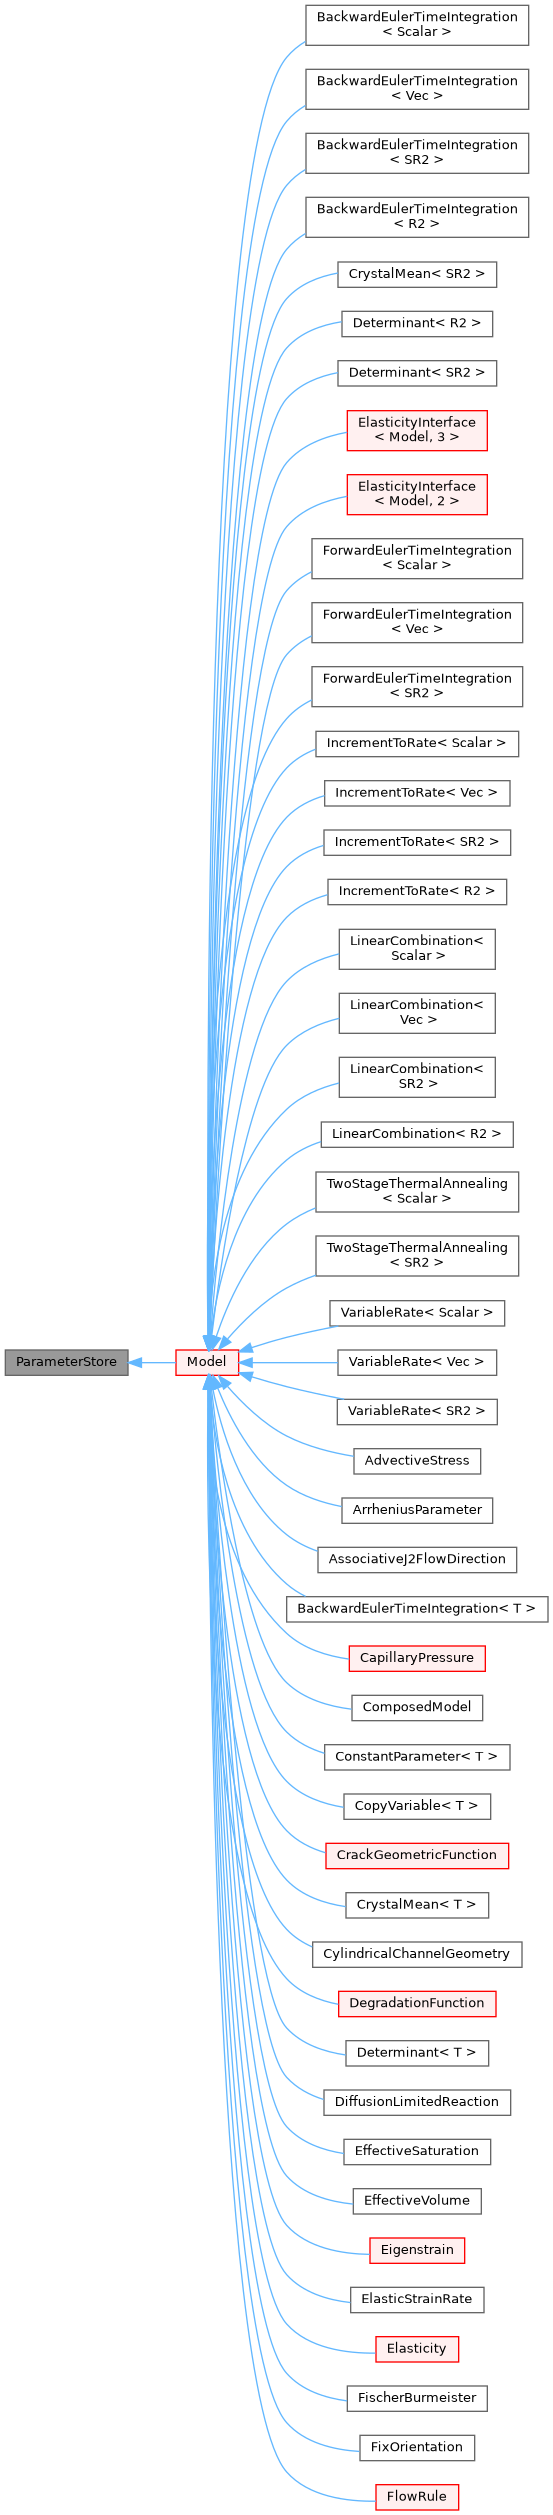 BackwardEulerTimeIntegration
< Scalar >
BackwardEulerTimeIntegration
< Vec >
BackwardEulerTimeIntegration
< SR2 >
BackwardEulerTimeIntegration
< R2 >
CrystalMean< SR2 >
Determinant< R2 >
Determinant< SR2 >
ElasticityInterface
< Model, 3 >
ElasticityInterface
< Model, 2 >
ForwardEulerTimeIntegration
< Scalar >
ForwardEulerTimeIntegration
< Vec >
ForwardEulerTimeIntegration
< SR2 >
IncrementToRate< Scalar >
IncrementToRate< Vec >
IncrementToRate< SR2 >
IncrementToRate< R2 >
LinearCombination<
Scalar >
LinearCombination<
Vec >
LinearCombination<
SR2 >
LinearCombination< R2 >
TwoStageThermalAnnealing
< Scalar >
TwoStageThermalAnnealing
< SR2 >
VariableRate< Scalar >
ParameterStore
Model
VariableRate< Vec >
VariableRate< SR2 >
AdvectiveStress
ArrheniusParameter
AssociativeJ2FlowDirection
BackwardEulerTimeIntegration< T >
CapillaryPressure
ComposedModel
ConstantParameter< T >
CopyVariable< T >
CrackGeometricFunction
CrystalMean< T >
CylindricalChannelGeometry
DegradationFunction
Determinant< T >
DiffusionLimitedReaction
EffectiveSaturation
EffectiveVolume
Eigenstrain
ElasticStrainRate
Elasticity
FischerBurmeister
FixOrientation
FlowRule